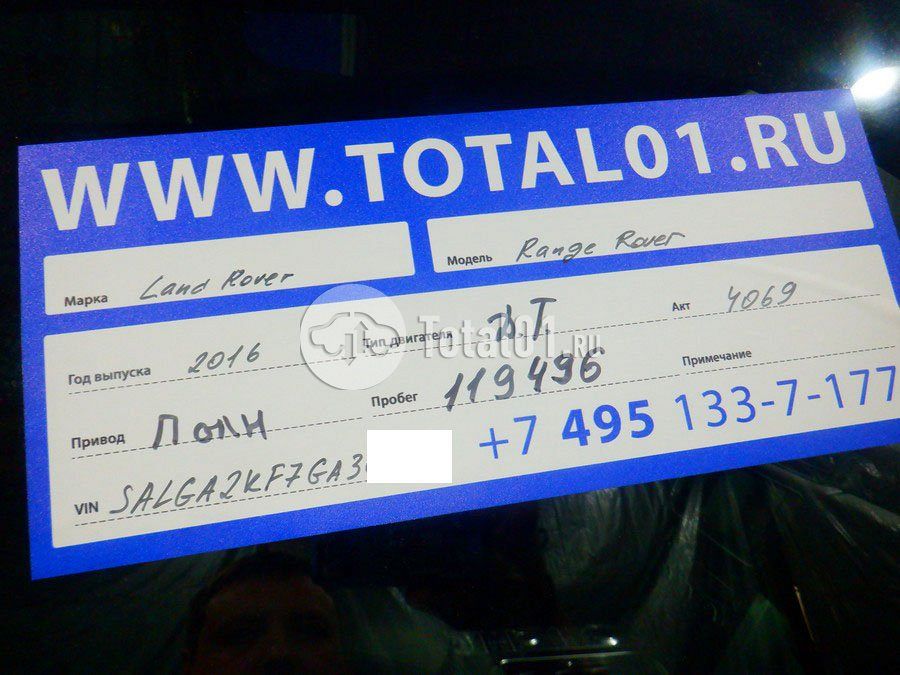 WWW.TOTAL01.RU
Марка Land Rover Модель Range Rover
Год выпуска 2016 Тип двигателя Д.Т. Акт 4069
Total01.RU
Привод Полн Пробег 119496 Примечание
+7 495 133-7-177
VIN SALGA2KF7GA3